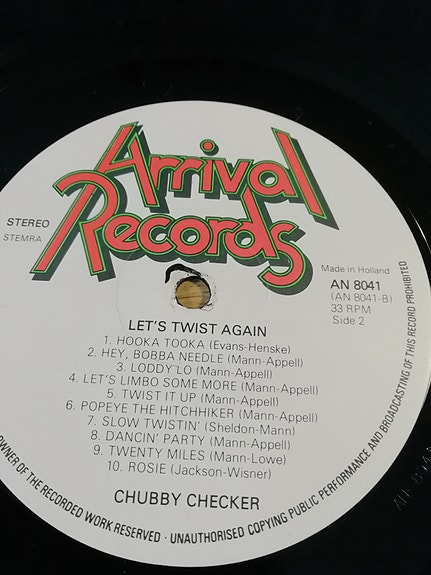 Arrival
Records
STEREO
STEMRA
Made in Holland
AN 8041
(AN 8041-B)
33 RPM
Side 2
LET'S TWIST AGAIN
1. HOOKA TOOKA (Evans-Henske)
2. HEY, BOBBA NEEDLE (Mann-Appell)
3. LODDY'LO (Mann-Appell)
4. LET'S LIMBO SOME MORE (Mann-Appell)
5. TWIST IT UP (Mann-Appell)
6. POPEYE THE HITCHHIKER (Mann-Appell)
7. SLOW TWISTIN' (Sheldon-Mann)
8. DANCIN' PARTY (Mann-Appell)
9. TWENTY MILES (Mann-Lowe)
10. ROSIE (Jackson-Wisner)
CHUBBY CHECKER
OWNER OF THE RECORDED WORK RESERVED · UNAUTHORISED COPYING PUBLIC PERFORMANCE AND BROADCASTING OF THIS RECORD PROHIBITED